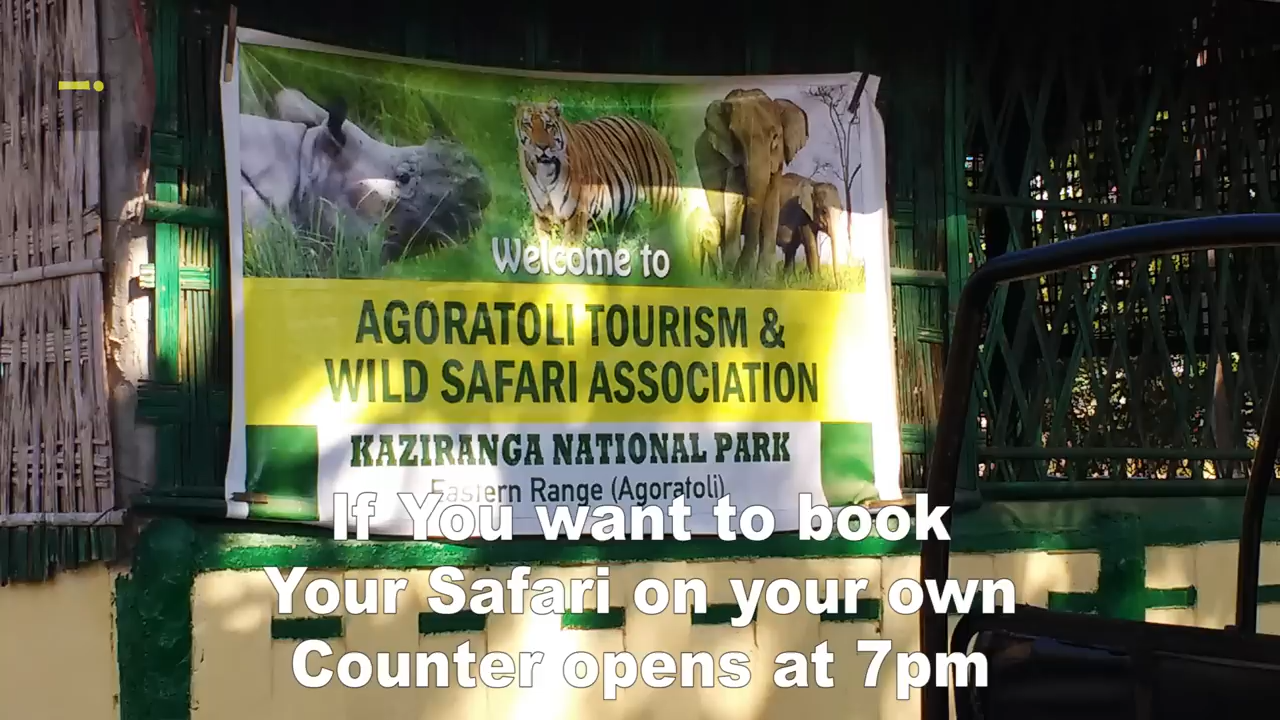 Welcome to
AGORATOLI TOURISM &
WILD SAFARI ASSOCIATION
KAZIRANGA NATIONAL PARK
Eastern Range (Agoratoli)
If You want to book
Your Safari on your own
Counter opens at 7pm